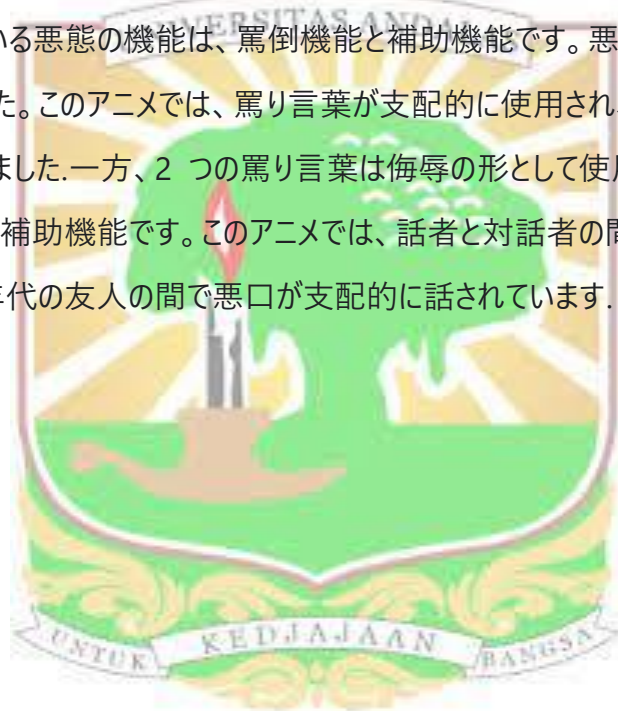 UNIVERSITAS ANDAL
いる悪態の機能は、罵倒機能と補助機能です。悪
た。このアニメでは、罵り言葉が支配的に使用され
ました.一方、2 つの罵り言葉は侮辱の形として使
補助機能です。このアニメでは、話者と対話者の間
年代の友人の間で悪口が支配的に話されています.
UNTUK KEDJAJAAN BANGSA